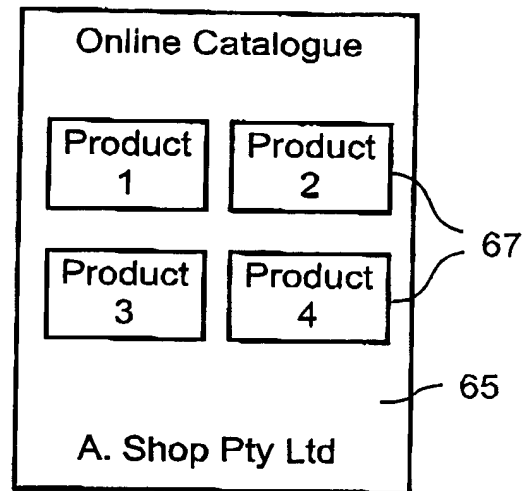 Online Catalogue
Product
1
Product
2
67
Product
3
Product
4
65
A. Shop Pty Ltd